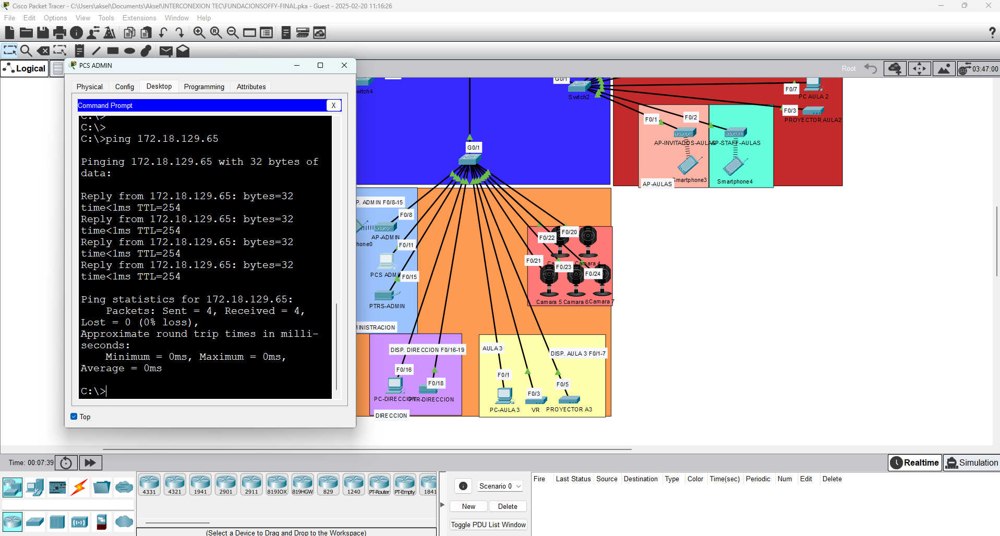 Cisco Packet Tracer - C:\Users\aksel\Documents\Aksel\INTERCONEXION TEC\FUNDACIONSOFFY-FINAL.pka - Guest - 2025-02-20 11:16:26
File Edit Options View Tools Extensions Window Help
Logical
Root
03:47:00
PCS ADMIN
Physical Config Desktop Programming Attributes
Command Prompt
X
C:\>
C:\>
C:\>ping 172.18.129.65
Pinging 172.18.129.65 with 32 bytes of
data:
Reply from 172.18.129.65: bytes=32
time<1ms TTL=254
Reply from 172.18.129.65: bytes=32
time<1ms TTL=254
Reply from 172.18.129.65: bytes=32
time<1ms TTL=254
Reply from 172.18.129.65: bytes=32
time<1ms TTL=254
Ping statistics for 172.18.129.65:
Packets: Sent = 4, Received = 4,
Lost = 0 (0% loss),
Approximate round trip times in milli-
seconds:
Minimum = 0ms, Maximum = 0ms,
Average = 0ms
C:\>
Top
witch4
G0/1
Switch2
G0/1
F0/7
PC AULA 2
F0/3
PROYECTOR AULA2
F0/1
F0/2
AP-INVITADOS-AULAS
AP-STAFF-AULAS
Smartphone3
Smartphone4
AP-AULAS
P. ADMIN F0/8-15
F0/8
AP-ADMIN
hone0
F0/11
PCS ADMIN
F0/15
PTRS-ADMIN
INISTRACION
F0/20
F0/22
F0/21
Camara 4
F0/23
F0/24
Camara 5
Camara 6
Camara 7
DISP. DIRECCION F0/16-19
F0/16
F0/18
PC-DIRECCION
PTR-DIRECCION
DIRECCION
AULA 3
DISP. AULA 3 F0/1-7
F0/1
F0/3
F0/5
PC-AULA 3
VR
PROYECTOR A3
Time: 00:07:39
Realtime
Simulation
4331 4321 1941 2901 2911 819IOX 819HGW 829 1240 PT-Router PT-Empty 1841
(Select a Device to Drag and Drop to the Workspace)
Scenario 0
New
Delete
Toggle PDU List Window
Fire Last Status Source Destination Type Color Time(sec) Periodic Num Edit Delete